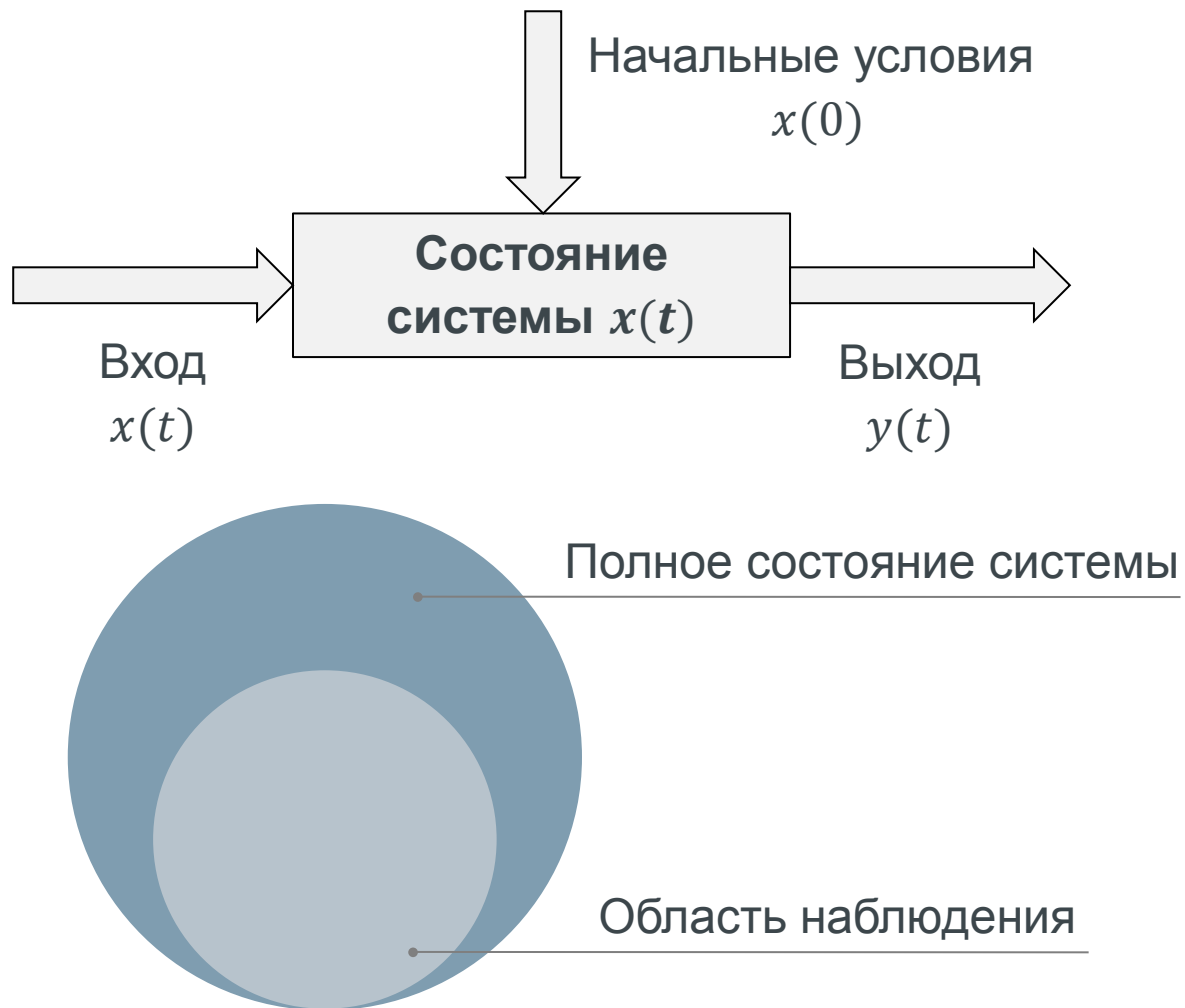 Начальные условия
x(0)
Состояние
системы x(t)
Вход
x(t)
Выход
y(t)
Полное состояние системы
Область наблюдения